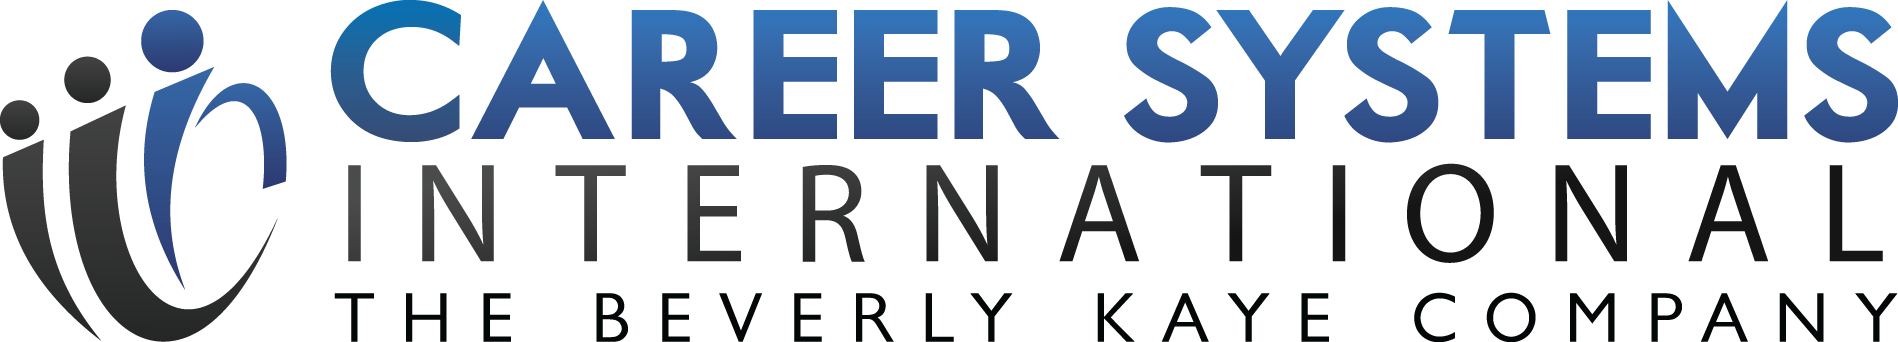 CAREER SYSTEMS
INTERNATIONAL
THE BEVERLY KAYE COMPANY